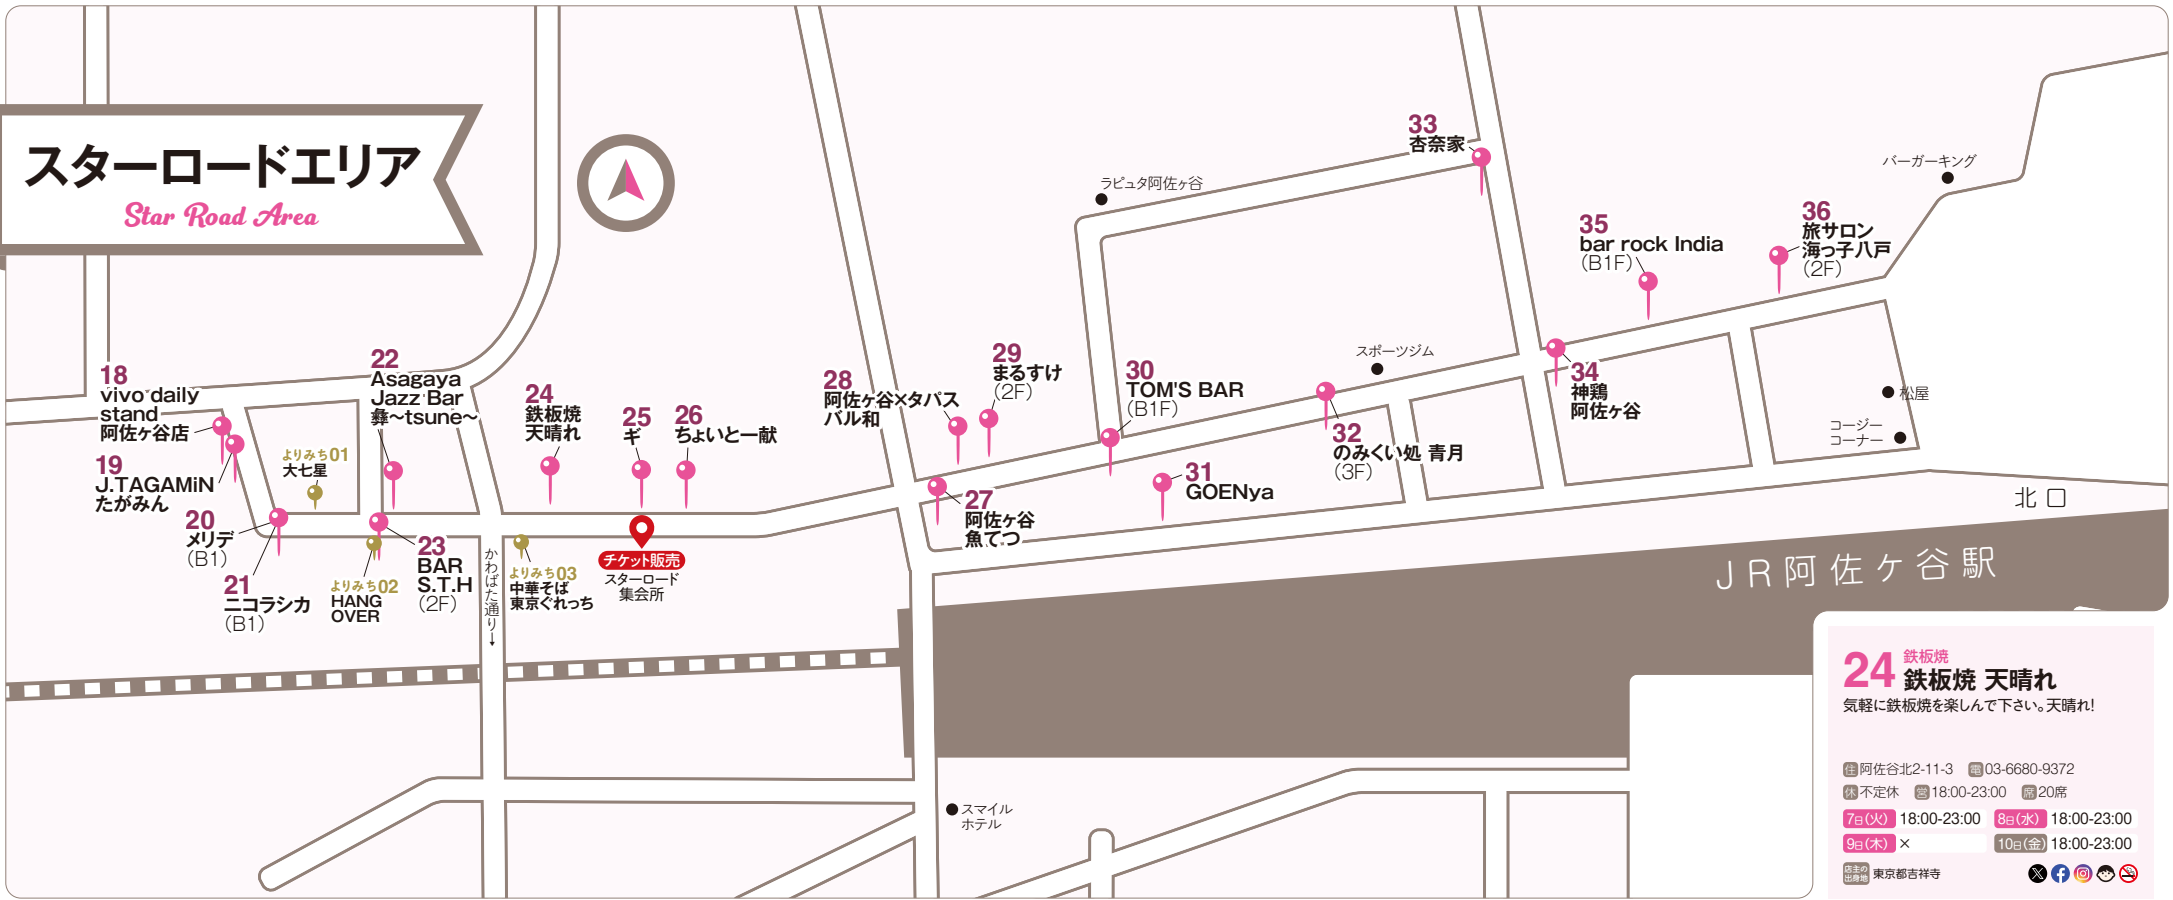 スターロードエリア
Star Road Area
18
vivo daily
stand
阿佐ヶ谷店
19
J.TAGAMiN
たがみん
20
メリデ
(B1)
21
ニコラシカ
(B1)
よりみち01
大七星
22
Asagaya
Jazz Bar
彝〜tsune〜
よりみち02
HANG
OVER
23
BAR
S.T.H
(2F)
かわばた通り→
24
鉄板焼
天晴れ
よりみち03
中華そば
東京ぐれっち
25
ギ
チケット販売
スターロード
集会所
26
ちょいと一献
28
阿佐ヶ谷×タパス
バル和
29
まるすけ
(2F)
27
阿佐ヶ谷
魚てつ
ラピュタ阿佐ヶ谷
30
TOM'S BAR
(B1F)
31
GOENya
スポーツジム
32
のみくい処 青月
(3F)
33
杏奈家
34
神鶏
阿佐ヶ谷
35
bar rock India
(B1F)
36
旅サロン
海っ子八戸
(2F)
バーガーキング
松屋
コージー
コーナー
北口
JR阿佐ケ谷駅
スマイル
ホテル
24 鉄板焼
鉄板焼 天晴れ
気軽に鉄板焼を楽しんで下さい。天晴れ!
住 阿佐谷北2-11-3 電 03-6680-9372
休 不定休 営 18:00-23:00 席 20席
7日(火) 18:00-23:00 8日(水) 18:00-23:00
9日(木) × 10日(金) 18:00-23:00
店主の出身地 東京都吉祥寺